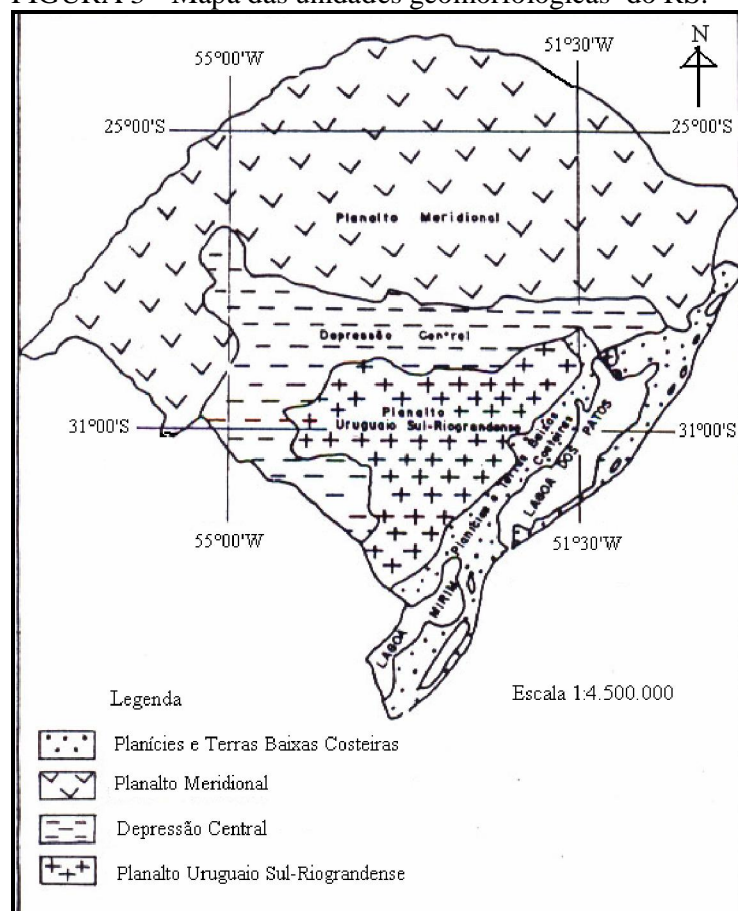 FIGURA 3 - Mapa das unidades geomorfológicas do RS.
N
55°00'W
51°30'W
25°00'S
25°00'S
Planalto Meridional
Depressão Central
Planalto
Uruguaio Sul-Riograndense
31°00'S
31°00'S
Planícies e Terras Baixas
Costeiras
LAGOA DOS PATOS
55°00'W
51°30'W
LAGOA MIRIM
Escala 1:4.500.000
Legenda
Planícies e Terras Baixas Costeiras
Planalto Meridional
Depressão Central
Planalto Uruguaio Sul-Riograndense